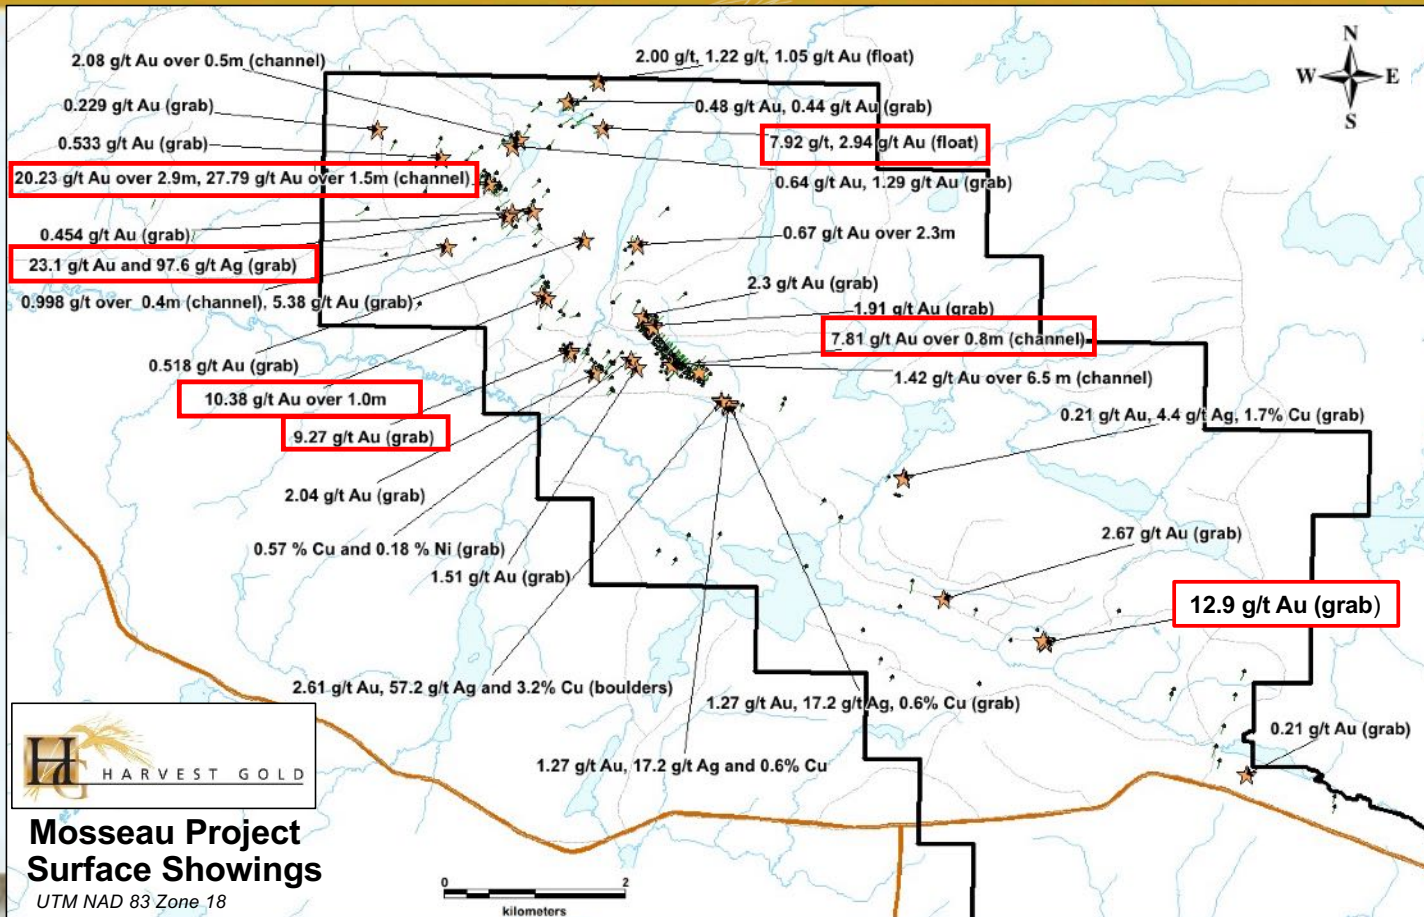 N
W E
S
2.08 g/t Au over 0.5m (channel)
2.00 g/t, 1.22 g/t, 1.05 g/t Au (float)
0.229 g/t Au (grab)
0.48 g/t Au, 0.44 g/t Au (grab)
0.533 g/t Au (grab)
7.92 g/t, 2.94 g/t Au (float)
20.23 g/t Au over 2.9m, 27.79 g/t Au over 1.5m (channel)
0.64 g/t Au, 1.29 g/t Au (grab)
0.454 g/t Au (grab)
0.67 g/t Au over 2.3m
23.1 g/t Au and 97.6 g/t Ag (grab)
2.3 g/t Au (grab)
0.998 g/t over 0.4m (channel), 5.38 g/t Au (grab)
1.91 g/t Au (grab)
7.81 g/t Au over 0.8m (channel)
0.518 g/t Au (grab)
1.42 g/t Au over 6.5 m (channel)
10.38 g/t Au over 1.0m
0.21 g/t Au, 4.4 g/t Ag, 1.7% Cu (grab)
9.27 g/t Au (grab)
2.04 g/t Au (grab)
2.67 g/t Au (grab)
0.57 % Cu and 0.18 % Ni (grab)
1.51 g/t Au (grab)
12.9 g/t Au (grab)
2.61 g/t Au, 57.2 g/t Ag and 3.2% Cu (boulders)
1.27 g/t Au, 17.2 g/t Ag, 0.6% Cu (grab)
0.21 g/t Au (grab)
1.27 g/t Au, 17.2 g/t Ag and 0.6% Cu
HG HARVEST GOLD
Mosseau Project
Surface Showings
UTM NAD 83 Zone 18
0 2
kilometers